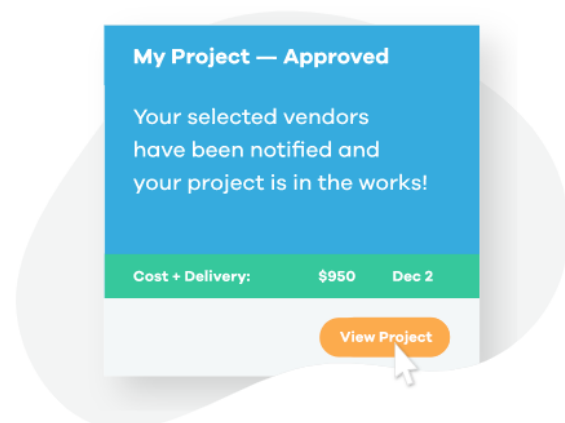 My Project — Approved
Your selected vendors
have been notified and
your project is in the works!
Cost + Delivery: $950 Dec 2
View Project